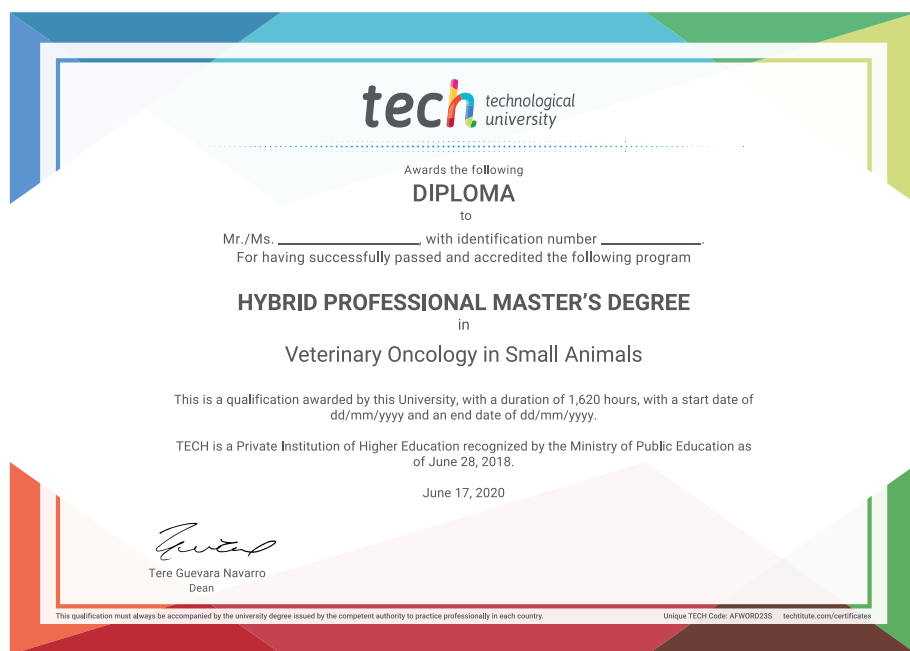 tech technological
university
Awards the following
DIPLOMA
to
Mr./Ms. ____________, with identification number ____________.
For having successfully passed and accredited the following program
HYBRID PROFESSIONAL MASTER'S DEGREE
in
Veterinary Oncology in Small Animals
This is a qualification awarded by this University, with a duration of 1,620 hours, with a start date of
dd/mm/yyyy and an end date of dd/mm/yyyy.
TECH is a Private Institution of Higher Education recognized by the Ministry of Public Education as
of June 28, 2018.
June 17, 2020
Tere Guevara Navarro
Dean
This qualification must always be accompanied by the university degree issued by the competent authority to practice professionally in each country.
Unique TECH Code: AFWORD23S techtitute.com/certificates